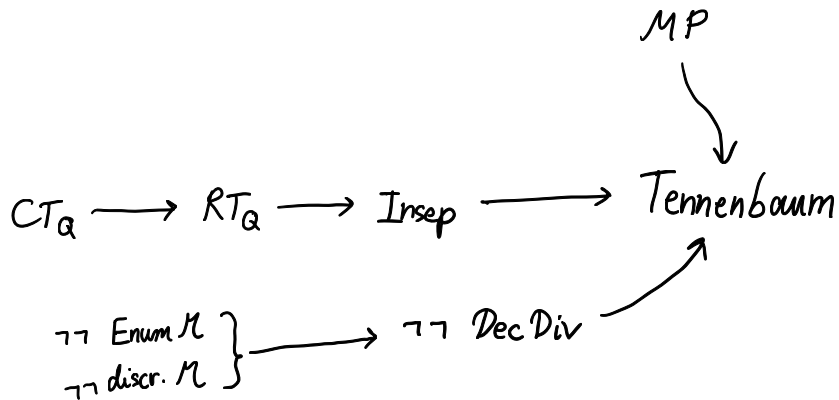 MP
CT_Q → RT_Q → Insep → Tennenbaum
¬¬ Enum M
¬¬ discr. M
¬¬ Dec Div